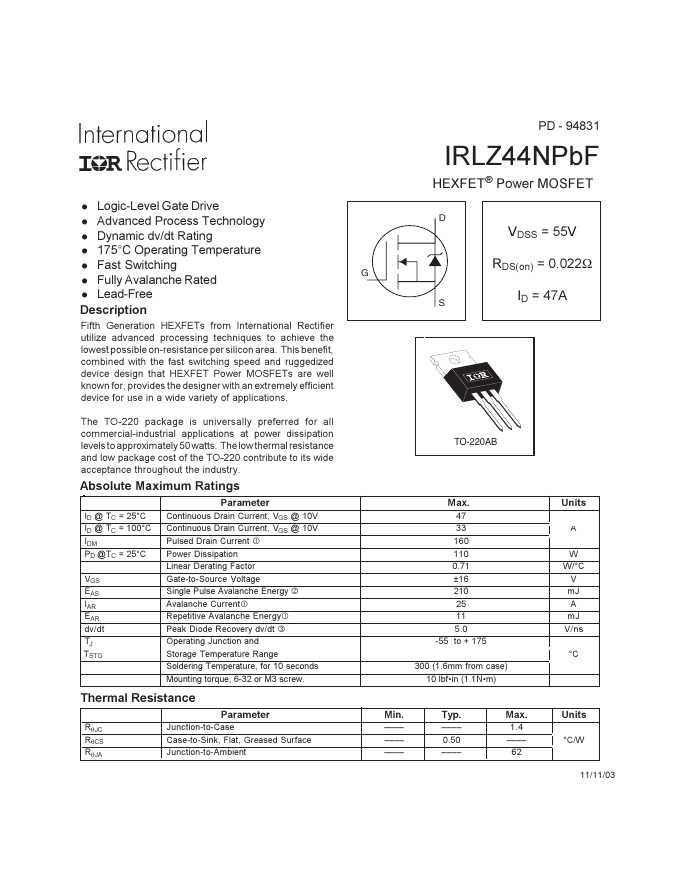 International
IOR Rectifier
PD - 94831
IRLZ44NPbF
HEXFET® Power MOSFET
● Logic-Level Gate Drive
● Advanced Process Technology
● Dynamic dv/dt Rating
● 175°C Operating Temperature
● Fast Switching
● Fully Avalanche Rated
● Lead-Free
D
G
S
VDSS = 55V
RDS(on) = 0.022Ω
ID = 47A
Description
Fifth Generation HEXFETs from International Rectifier
utilize advanced processing techniques to achieve the
lowest possible on-resistance per silicon area. This benefit,
combined with the fast switching speed and ruggedized
device design that HEXFET Power MOSFETs are well
known for, provides the designer with an extremely efficient
device for use in a wide variety of applications.
The TO-220 package is universally preferred for all
commercial-industrial applications at power dissipation
levels to approximately 50 watts. The low thermal resistance
and low package cost of the TO-220 contribute to its wide
acceptance throughout the industry.
IOR
TO-220AB
Absolute Maximum Ratings
Parameter Max. Units
ID @ TC = 25°C Continuous Drain Current, VGS @ 10V 47
ID @ TC = 100°C Continuous Drain Current, VGS @ 10V 33 A
IDM Pulsed Drain Current ① 160
PD @TC = 25°C Power Dissipation 110 W
Linear Derating Factor 0.71 W/°C
VGS Gate-to-Source Voltage ±16 V
EAS Single Pulse Avalanche Energy ② 210 mJ
IAR Avalanche Current① 25 A
EAR Repetitive Avalanche Energy① 11 mJ
dv/dt Peak Diode Recovery dv/dt ③ 5.0 V/ns
TJ Operating Junction and -55 to + 175
TSTG Storage Temperature Range °C
Soldering Temperature, for 10 seconds 300 (1.6mm from case)
Mounting torque, 6-32 or M3 screw. 10 lbf•in (1.1N•m)
Thermal Resistance
Parameter Min. Typ. Max. Units
RθJC Junction-to-Case –––– –––– 1.4
RθCS Case-to-Sink, Flat, Greased Surface –––– 0.50 –––– °C/W
RθJA Junction-to-Ambient –––– –––– 62
11/11/03